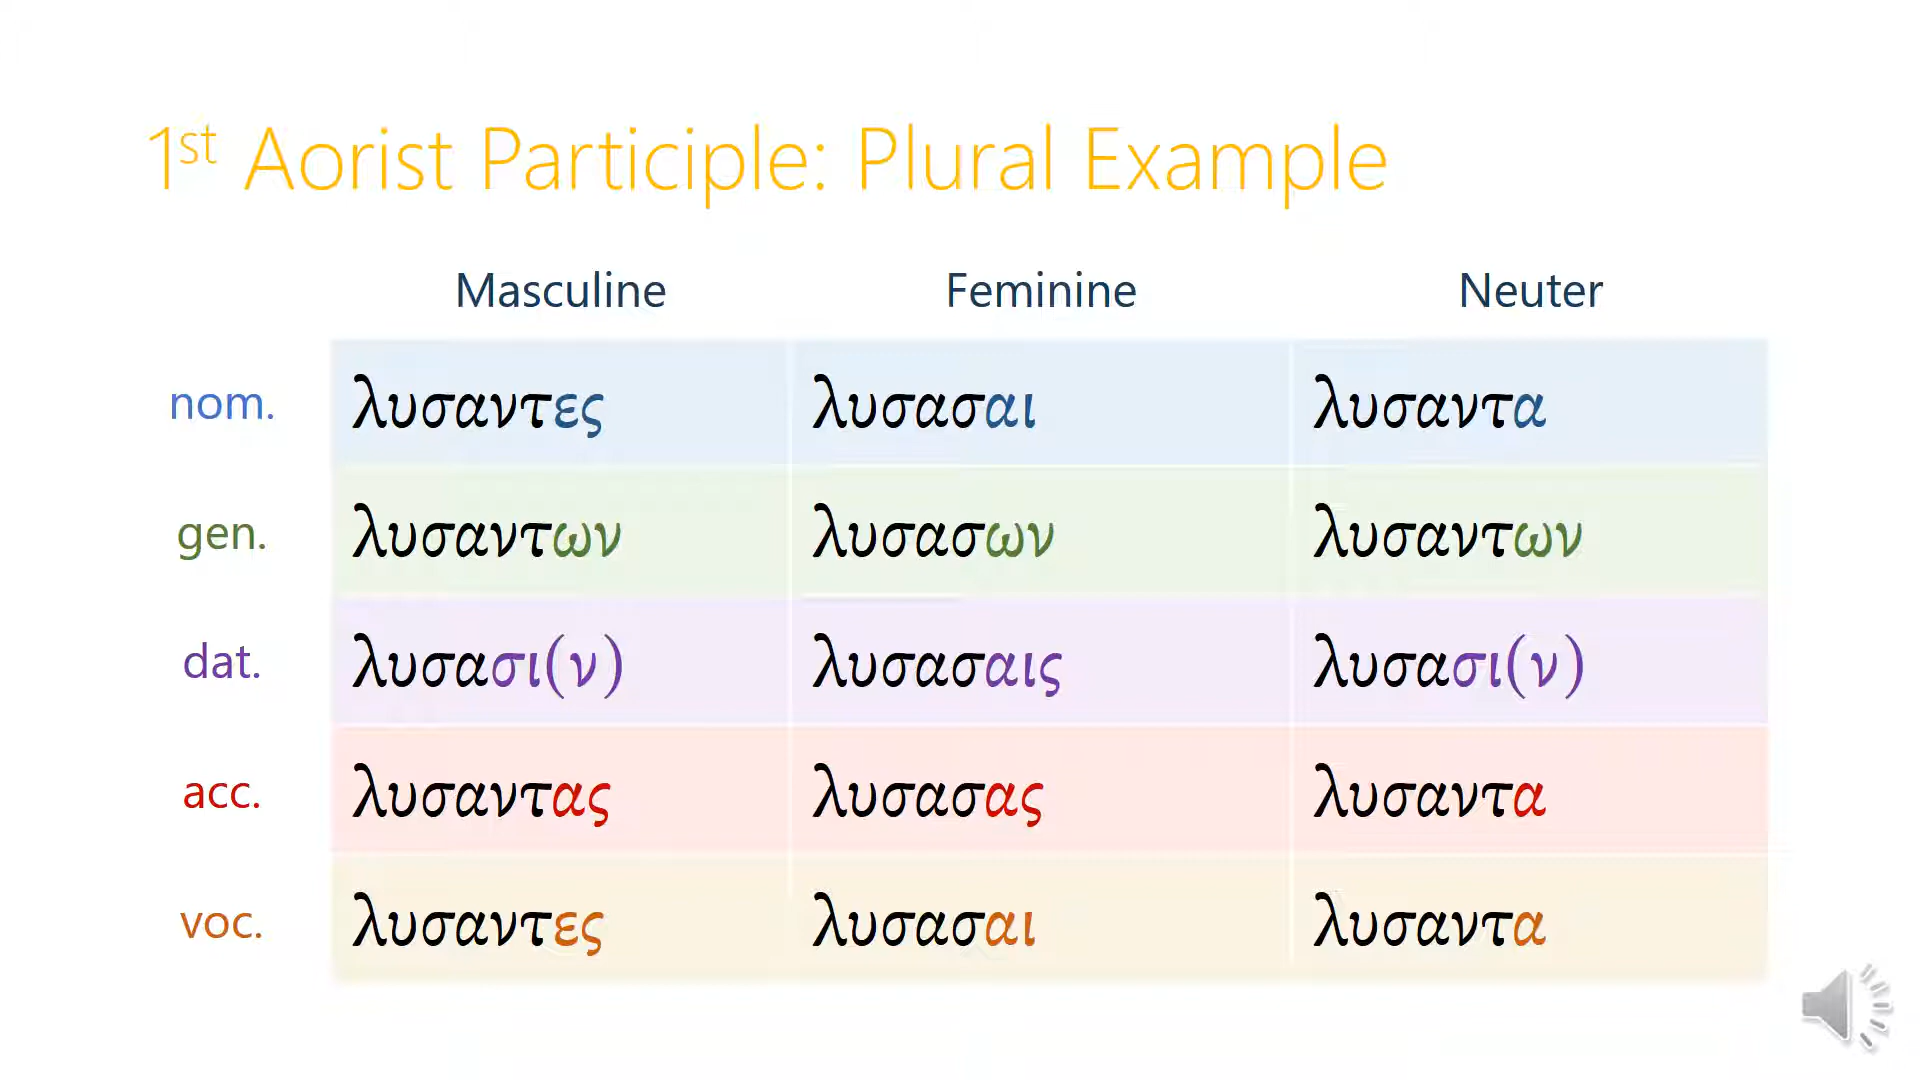 1st Aorist Participle: Plural Example
Masculine Feminine Neuter
nom. λυσαντες λυσασαι λυσαντα
gen. λυσαντων λυσασων λυσαντων
dat. λυσασι(ν) λυσασαις λυσασι(ν)
acc. λυσαντας λυσασας λυσαντα
voc. λυσαντες λυσασαι λυσαντα